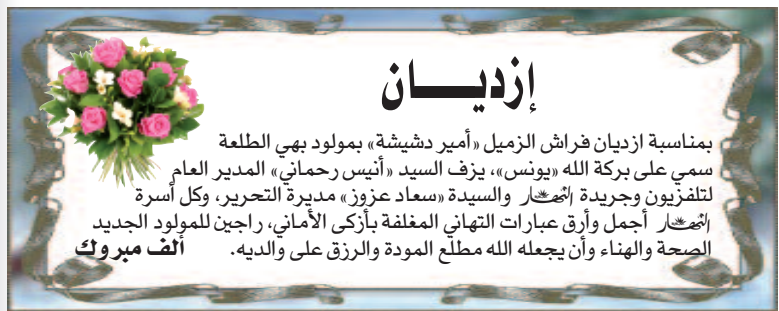 إزديــــان
بمناسبة ازديان فراش الزميل «أمير دشيشة» بمولود بهي الطلعة
سمي على بركة الله «يونس»، يزف السيد «أنيس رحماني» المدير العام
لتلفزيون وجريدة النهار والسيدة «سعاد عزوز» مديرة التحرير، وكل أسرة
النهار أجمل وأرق عبارات التهاني المغلفة بأزكى الأماني، راجين للمولود الجديد
الصحة والهناء وأن يجعله الله مطلع المودة والرزق على والديه. ألف مبروك